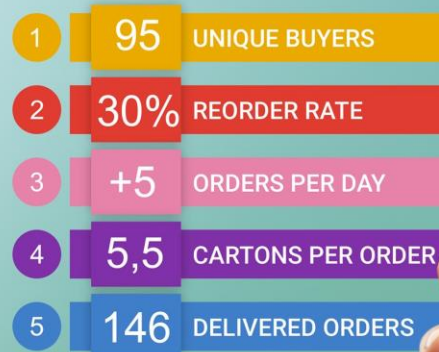 1 95 UNIQUE BUYERS
2 30% REORDER RATE
3 +5 ORDERS PER DAY
4 5,5 CARTONS PER ORDER
5 146 DELIVERED ORDERS